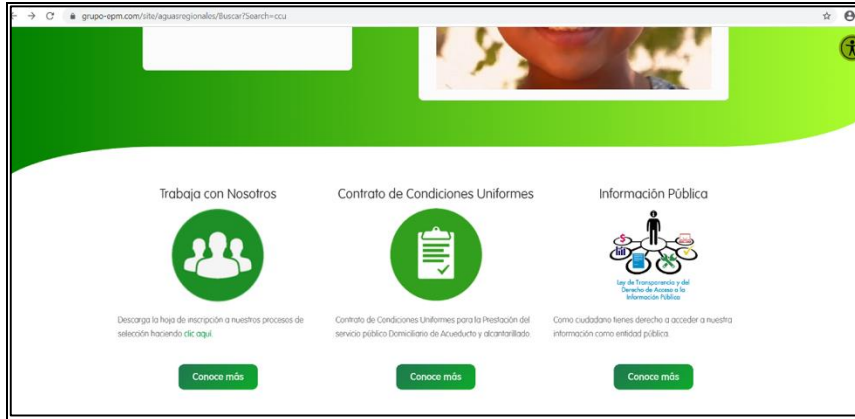 grupo-epm.com/site/aguasregionales/Buscar?Search=ccu
Trabaja con Nosotros
Contrato de Condiciones Uniformes
Información Pública
Ley de Transparencia y del
Derecho de Acceso a la
Información Pública
Descarga la hoja de inscripción a nuestros procesos de
selección haciendo clic aquí.
Contrato de Condiciones Uniformes para la Prestación del
servicio público Domiciliario de Acueducto y alcantarillado.
Como ciudadano tienes derecho a acceder a nuestra
información como entidad pública.
Conoce más
Conoce más
Conoce más